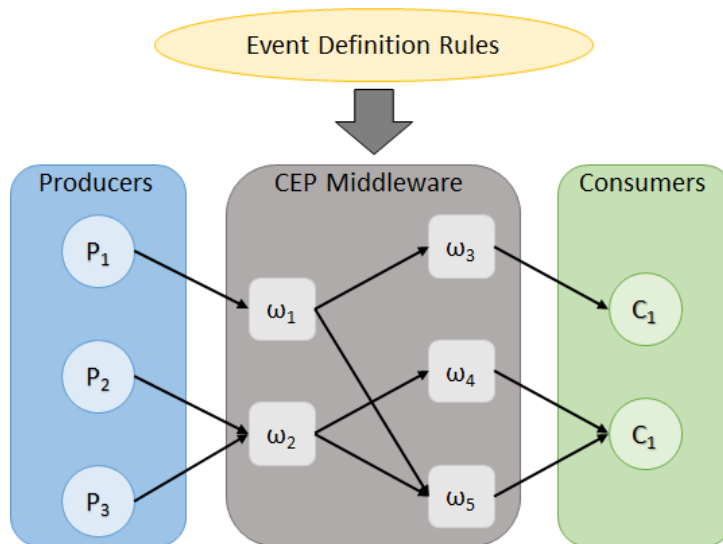 Event Definition Rules
Producers
CEP Middleware
Consumers
P₁
ω₃
ω₁
C₁
P₂
ω₄
ω₂
C₁
P₃
ω₅